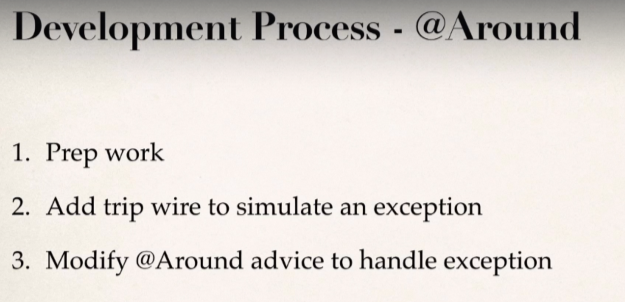 Development Process - @Around
1. Prep work
2. Add trip wire to simulate an exception
3. Modify @Around advice to handle exception